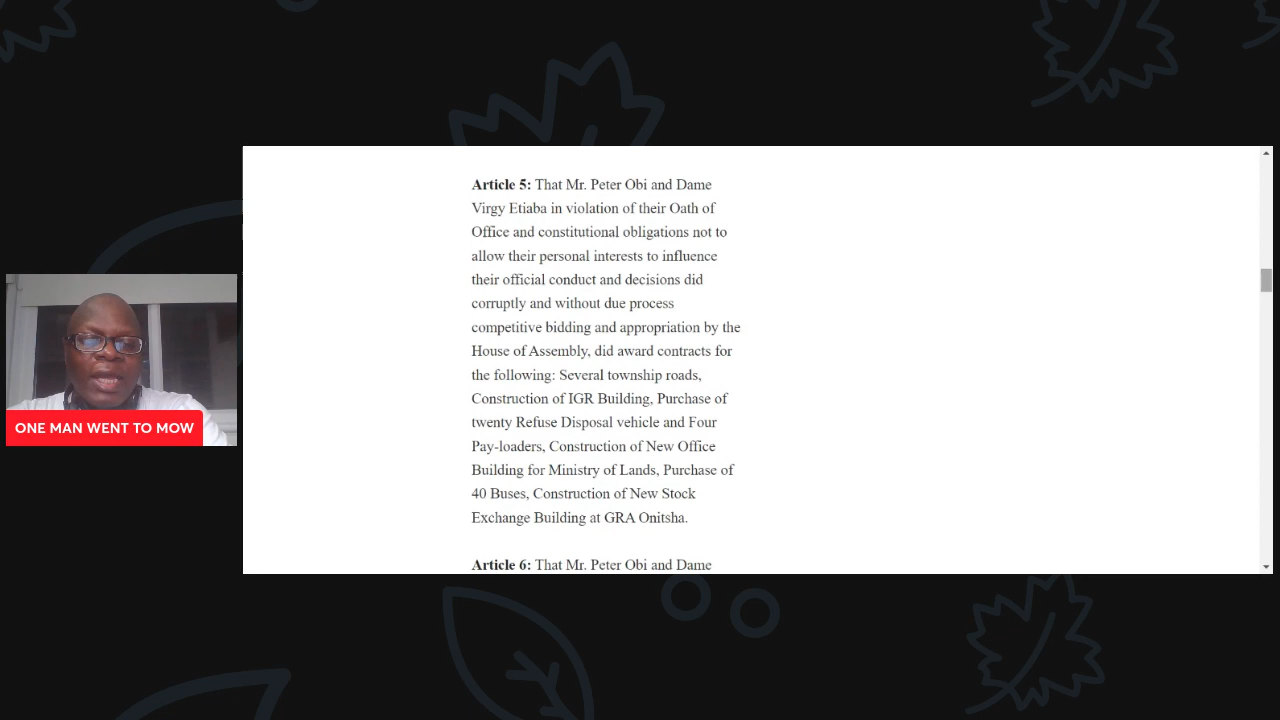 Article 5: That Mr. Peter Obi and Dame
Virgy Etiaba in violation of their Oath of
Office and constitutional obligations not to
allow their personal interests to influence
their official conduct and decisions did
corruptly and without due process
competitive bidding and appropriation by the
House of Assembly, did award contracts for
the following: Several township roads,
Construction of IGR Building, Purchase of
twenty Refuse Disposal vehicle and Four
Pay-loaders, Construction of New Office
Building for Ministry of Lands, Purchase of
40 Buses, Construction of New Stock
Exchange Building at GRA Onitsha.
Article 6: That Mr. Peter Obi and Dame
ONE MAN WENT TO MOW